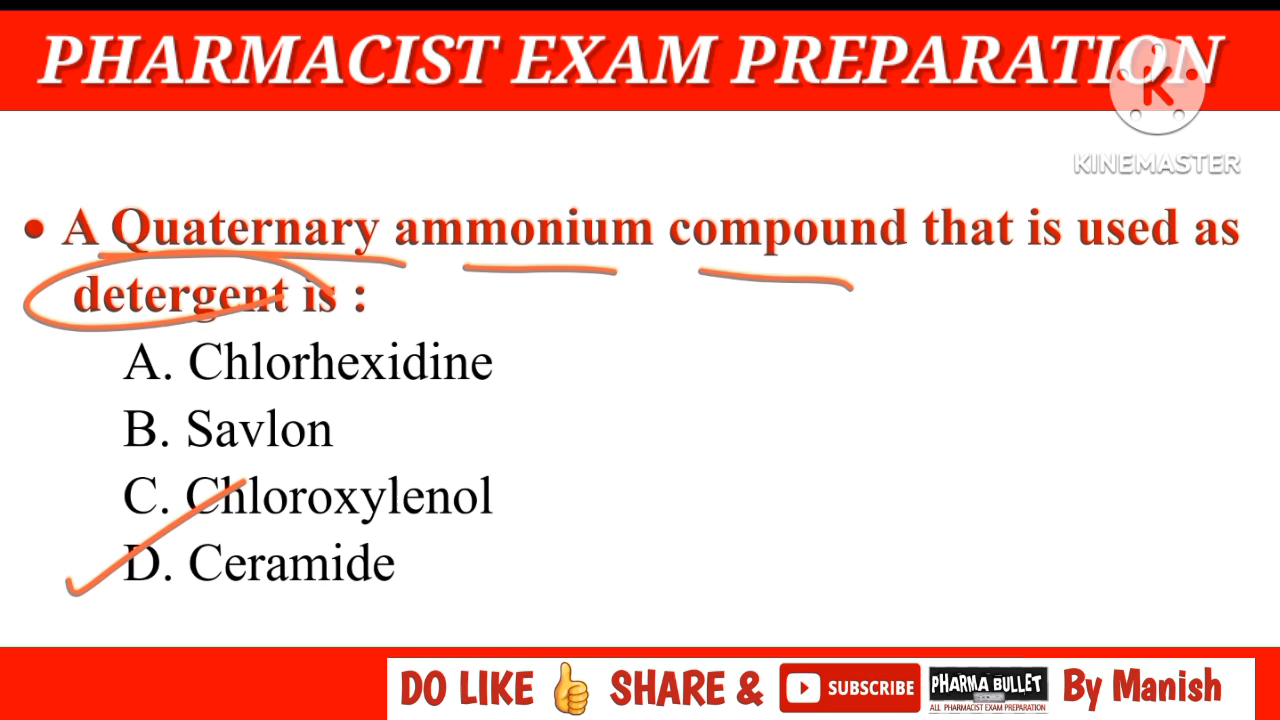 PHARMACIST EXAM PREPARATION
K
KINEMASTER
• A Quaternary ammonium compound that is used as
detergent is :
A. Chlorhexidine
B. Savlon
C. Chloroxylenol
D. Ceramide
DO LIKE SHARE & SUBSCRIBE PHARMA BULLET By Manish
ALL PHARMACIST EXAM PREPARATION